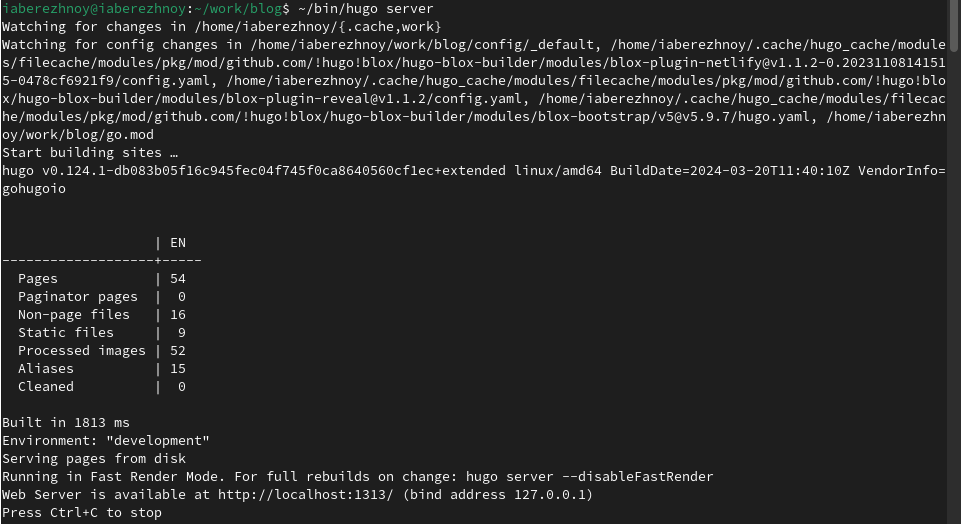 iaberezhnoy@iaberezhnoy:~/work/blog$ ~/bin/hugo server
Watching for changes in /home/iaberezhnoy/{.cache,work}
Watching for config changes in /home/iaberezhnoy/work/blog/config/_default, /home/iaberezhnoy/.cache/hugo_cache/module
s/filecache/modules/pkg/mod/github.com/!hugo!blox/hugo-blox-builder/modules/blox-plugin-netlify@v1.1.2-0.2023110814151
5-0478cf6921f9/config.yaml, /home/iaberezhnoy/.cache/hugo_cache/modules/filecache/modules/pkg/mod/github.com/!hugo!blo
x/hugo-blox-builder/modules/blox-plugin-reveal@v1.1.2/config.yaml, /home/iaberezhnoy/.cache/hugo_cache/modules/filecac
he/modules/pkg/mod/github.com/!hugo!blox/hugo-blox-builder/modules/blox-bootstrap/v5@v5.9.7/hugo.yaml, /home/iaberezhn
oy/work/blog/go.mod
Start building sites …
hugo v0.124.1-db083b05f16c945fec04f745f0ca8640560cf1ec+extended linux/amd64 BuildDate=2024-03-20T11:40:10Z VendorInfo=
gohugoio
                   | EN
-------------------+-----
  Pages            | 54
  Paginator pages  |  0
  Non-page files   | 16
  Static files     |  9
  Processed images | 52
  Aliases          | 15
  Cleaned          |  0
Built in 1813 ms
Environment: "development"
Serving pages from disk
Running in Fast Render Mode. For full rebuilds on change: hugo server --disableFastRender
Web Server is available at http://localhost:1313/ (bind address 127.0.0.1)
Press Ctrl+C to stop